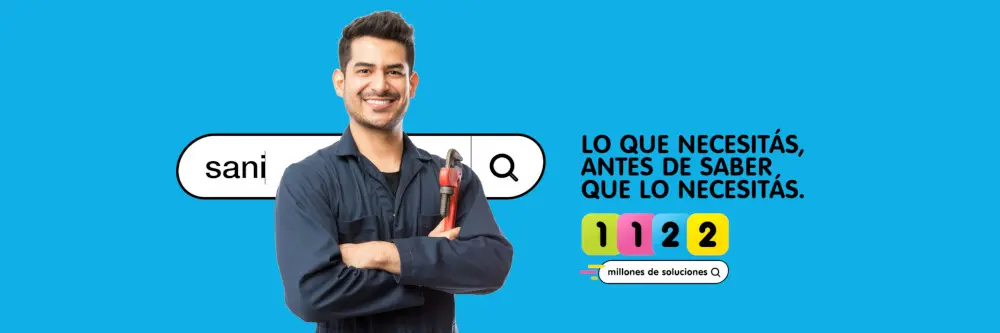 sani
LO QUE NECESITÁS,
ANTES DE SABER
QUE LO NECESITÁS.
1122
millones de soluciones